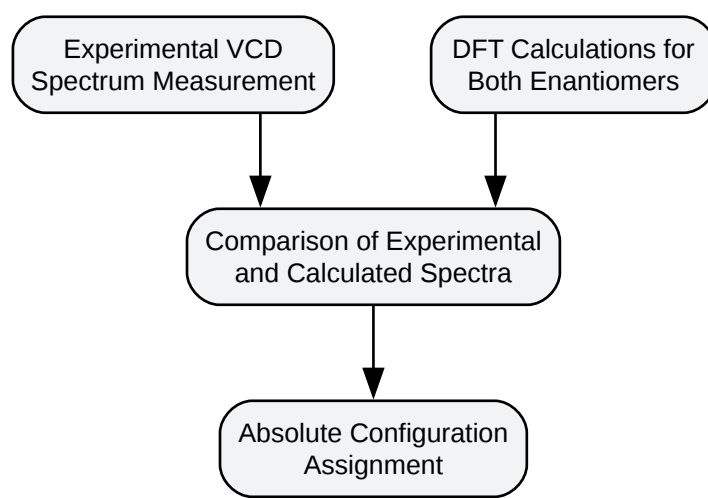 Experimental VCD
Spectrum Measurement
DFT Calculations for
Both Enantiomers
Comparison of Experimental
and Calculated Spectra
Absolute Configuration
Assignment